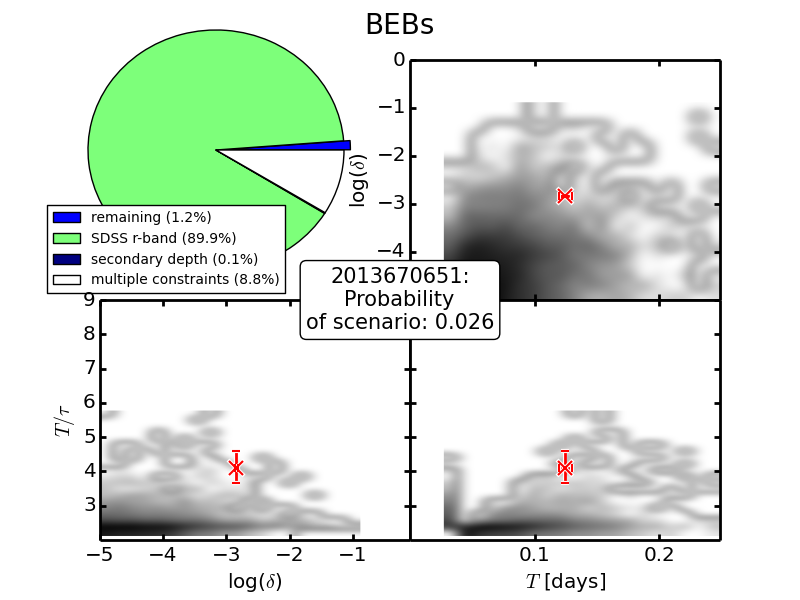 BEBs
remaining (1.2%)
SDSS r-band (89.9%)
secondary depth (0.1%)
multiple constraints (8.8%)
0
−1
−2
−3
−4
log(δ)
2013670651:
Probability
of scenario: 0.026
9
8
7
6
5
4
3
T/τ
−5 −4 −3 −2 −1
log(δ)
0.1 0.2
T [days]